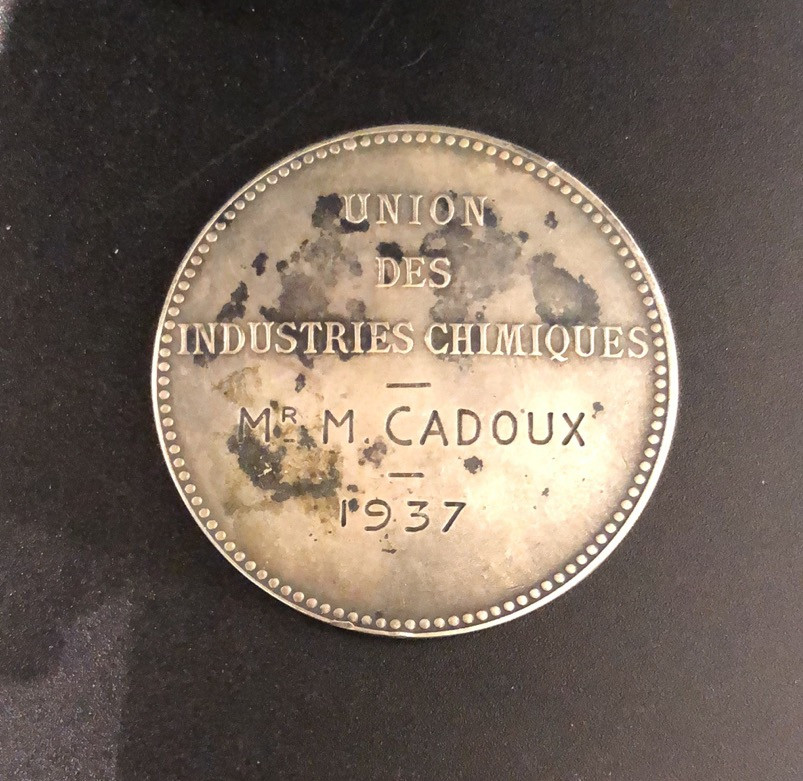 UNION
DES
INDUSTRIES CHIMIQUES
MR M. CADOUX
1937